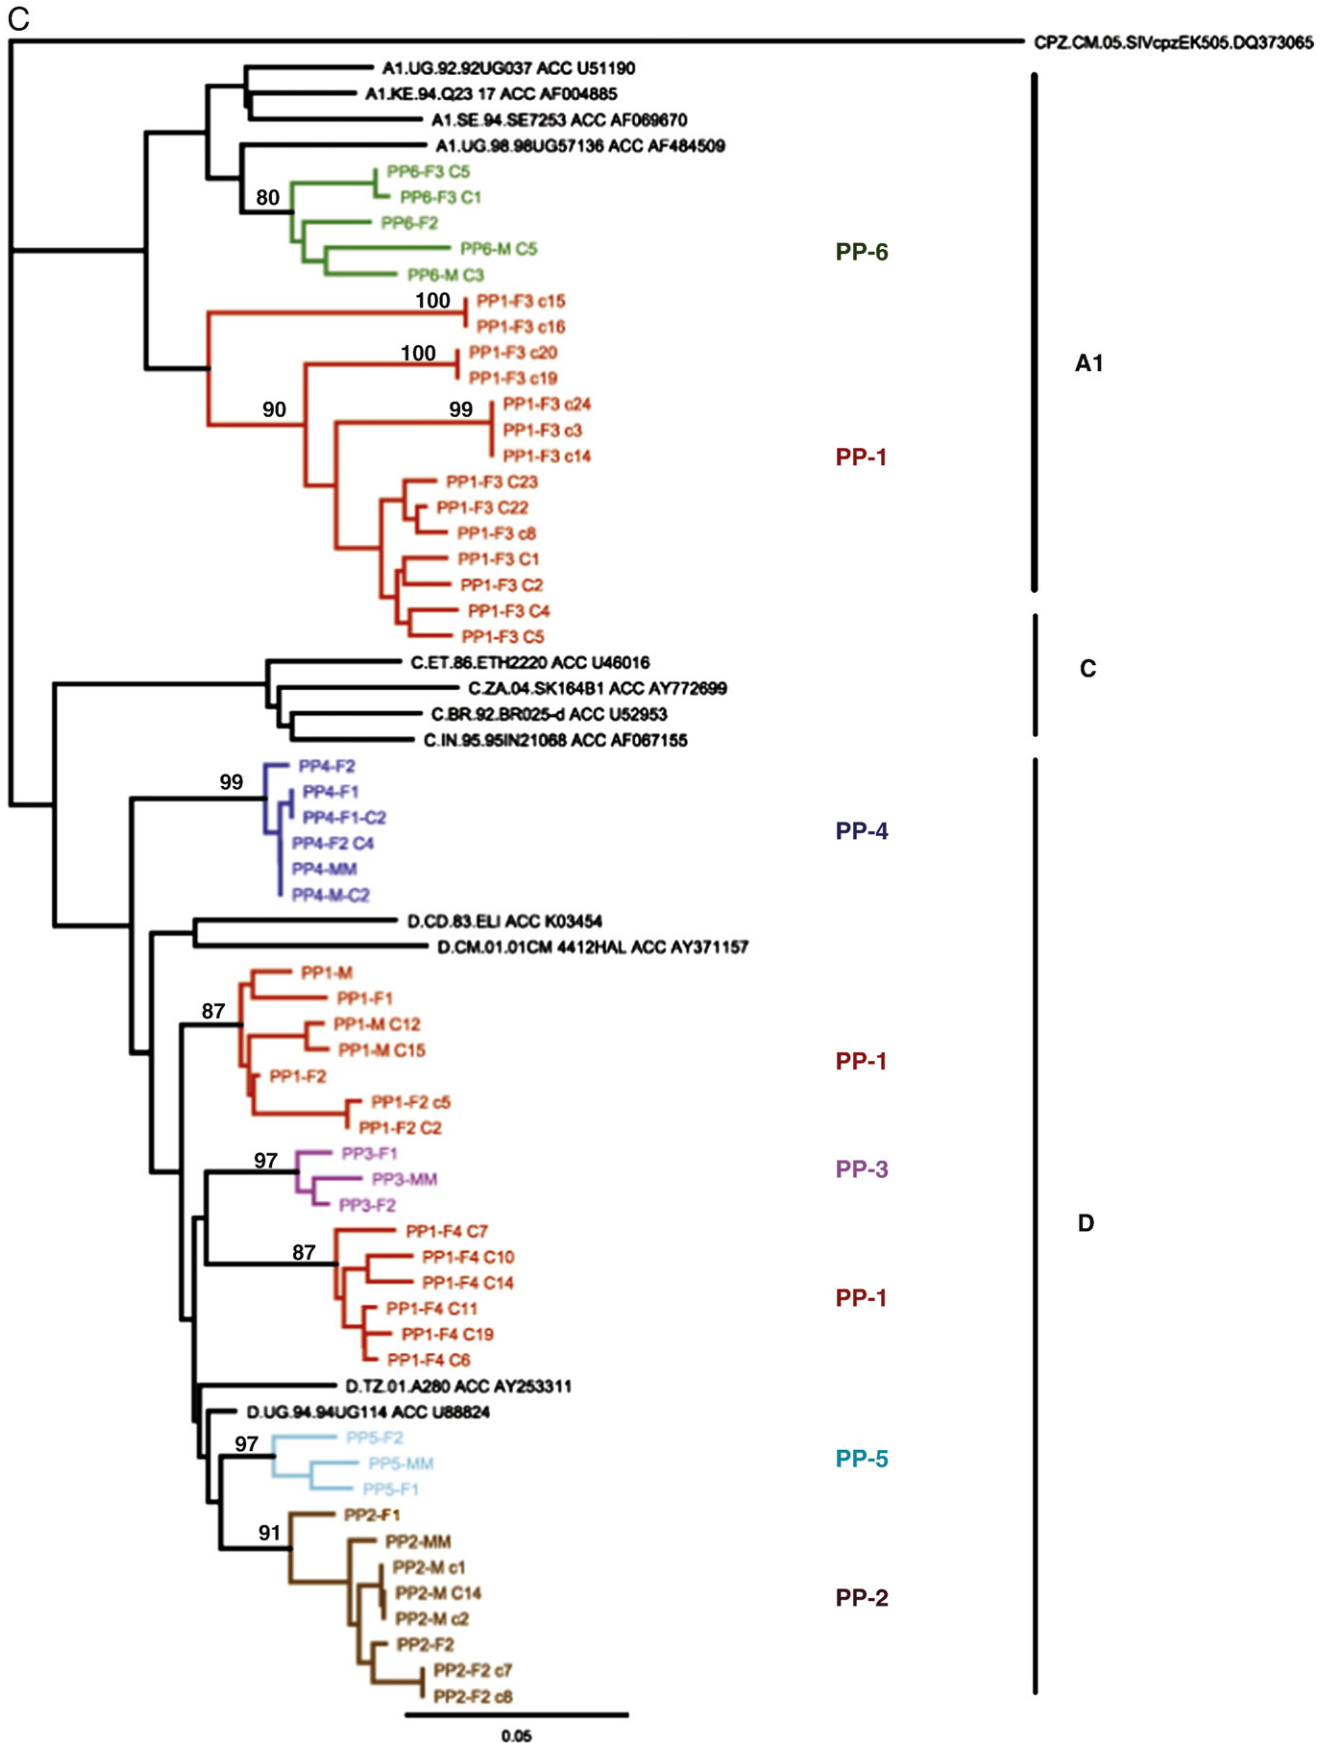 C
CPZ.CM.05.SIVcpzEK505.DQ373065
A1.UG.92.92UG037 ACC U51190
A1.KE.94.Q23 17 ACC AF004885
A1.SE.94.SE7253 ACC AF069670
A1.UG.98.98UG57136 ACC AF484509
PP6-F3 C5
80
PP6-F3 C1
PP6-F2
PP6-M C5
PP-6
PP6-M C3
100
PP1-F3 c15
PP1-F3 c16
100
PP1-F3 c20
A1
PP1-F3 c19
90
99
PP1-F3 c24
PP1-F3 c3
PP1-F3 c14
PP-1
PP1-F3 C23
PP1-F3 C22
PP1-F3 c8
PP1-F3 C1
PP1-F3 C2
PP1-F3 C4
PP1-F3 C5
C.ET.86.ETH2220 ACC U46016
C
C.ZA.04.SK164B1 ACC AY772699
C.BR.92.BR025-d ACC U52953
C.IN.95.95IN21068 ACC AF067155
PP4-F2
99
PP4-F1
PP4-F1-C2
PP-4
PP4-F2 C4
PP4-MM
PP4-M-C2
D.CD.83.ELI ACC K03454
D.CM.01.01CM 4412HAL ACC AY371157
PP1-M
PP1-F1
87
PP1-M C12
PP1-M C15
PP-1
PP1-F2
PP1-F2 c5
PP1-F2 C2
PP3-F1
97
PP-3
PP3-MM
PP3-F2
D
PP1-F4 C7
87
PP1-F4 C10
PP1-F4 C14
PP-1
PP1-F4 C11
PP1-F4 C19
PP1-F4 C6
D.TZ.01.A280 ACC AY253311
D.UG.94.94UG114 ACC U88824
PP5-F2
97
PP-5
PP5-MM
PP5-F1
PP2-F1
91
PP2-MM
PP2-M c1
PP2-M C14
PP-2
PP2-M c2
PP2-F2
PP2-F2 c7
PP2-F2 c8
0.05